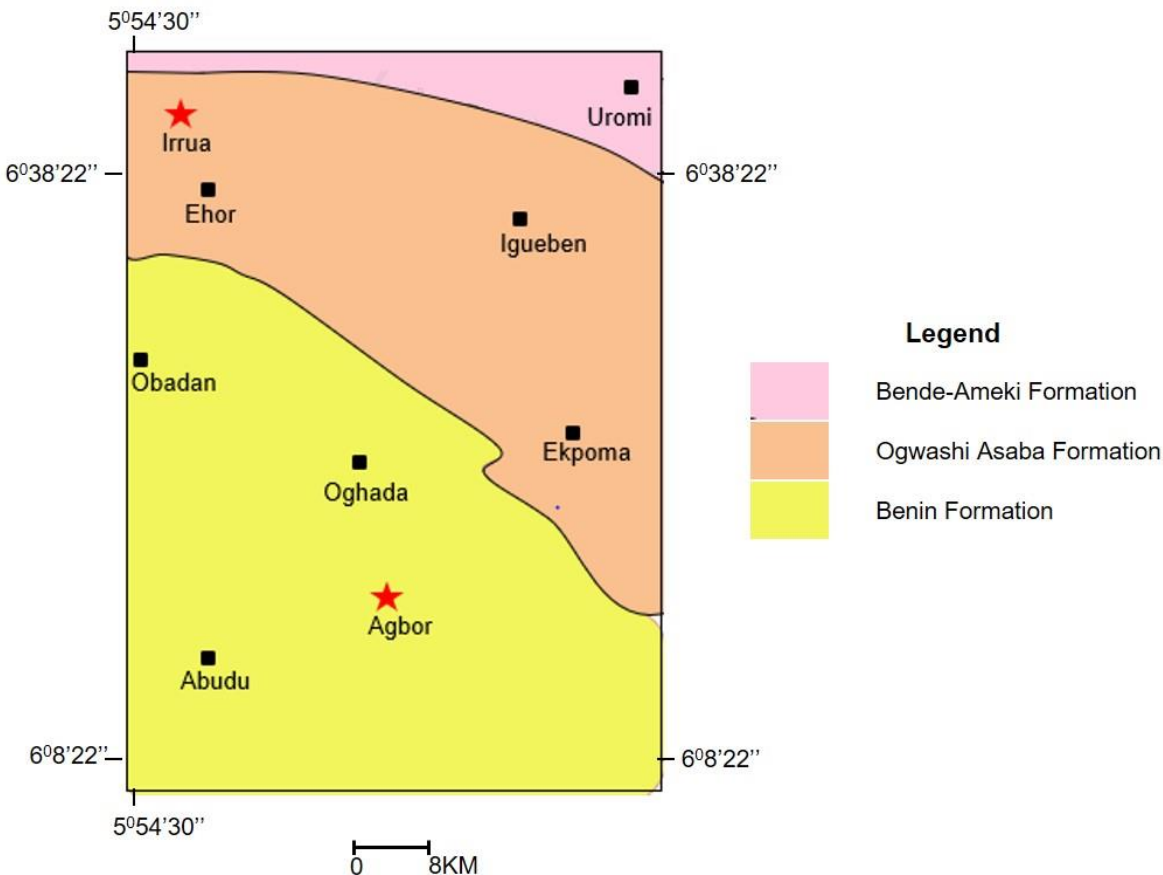 5⁰54’30’’
Uromi
Irrua
6⁰38’22’’
6⁰38’22’’
Ehor
Igueben
Legend
Obadan
Bende-Ameki Formation
Ekpoma
Ogwashi Asaba Formation
Oghada
Benin Formation
Agbor
Abudu
6⁰8’22’’
6⁰8’22’’
5⁰54’30’’
0 8KM